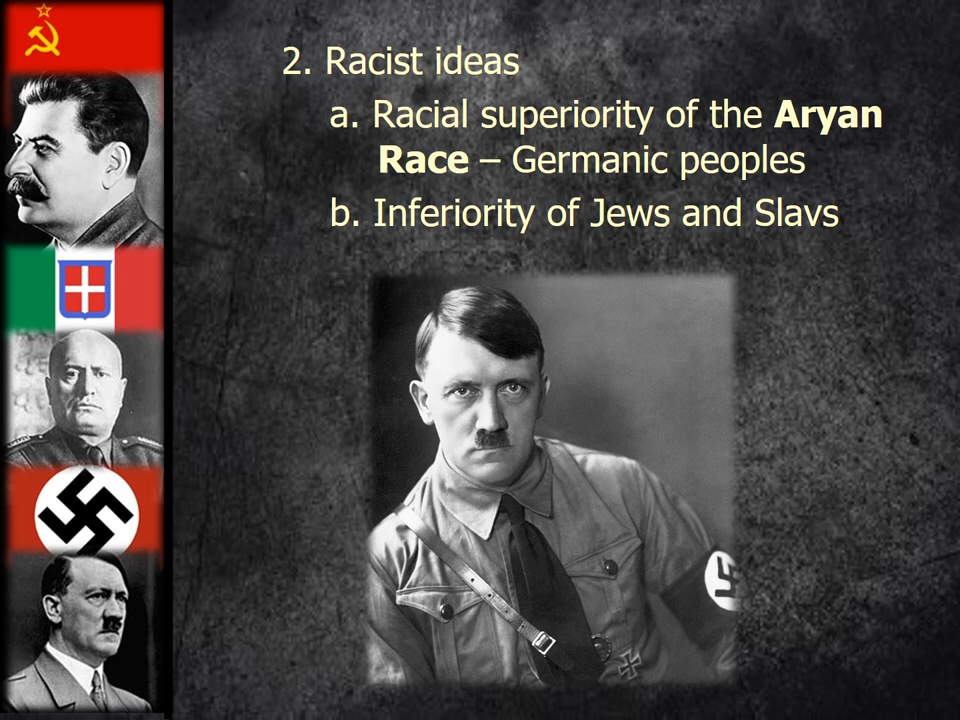 2. Racist ideas
a. Racial superiority of the Aryan
Race – Germanic peoples
b. Inferiority of Jews and Slavs